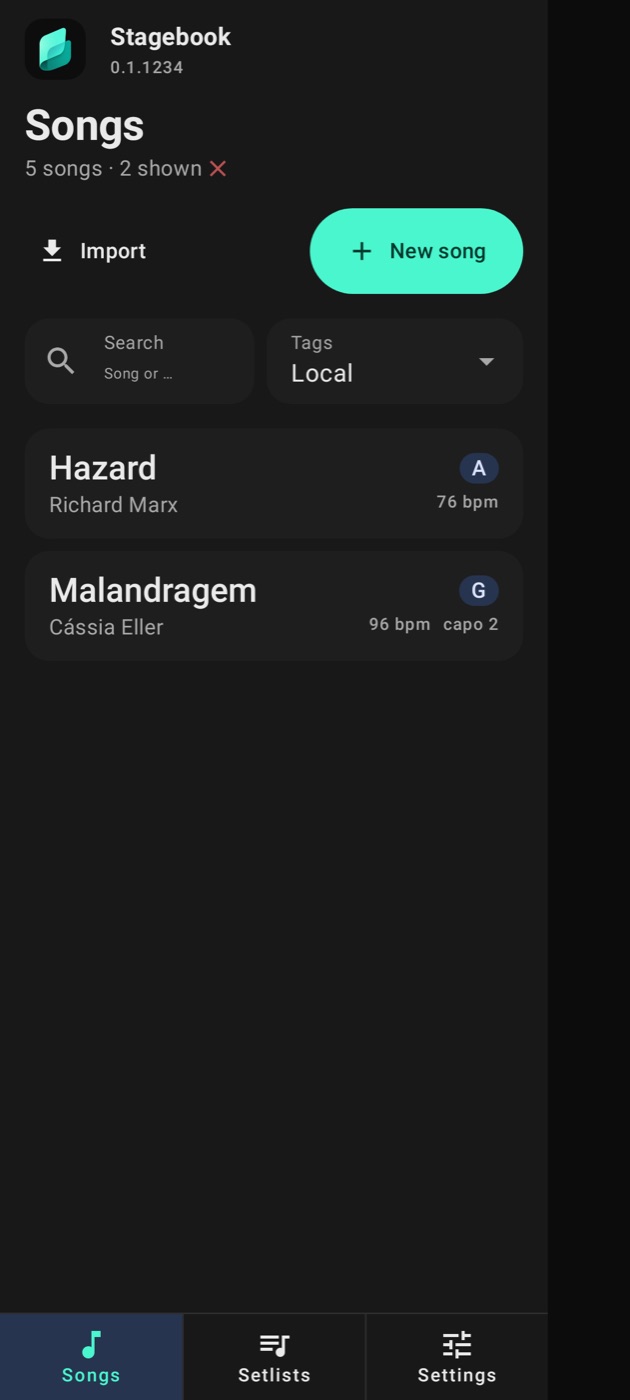 Stagebook
0.1.1234
Songs
5 songs · 2 shown
Import
New song
Search
Song or …
Tags
Local
Hazard
A
Richard Marx
76 bpm
Malandragem
G
Cássia Eller
96 bpm capo 2
Songs
Setlists
Settings